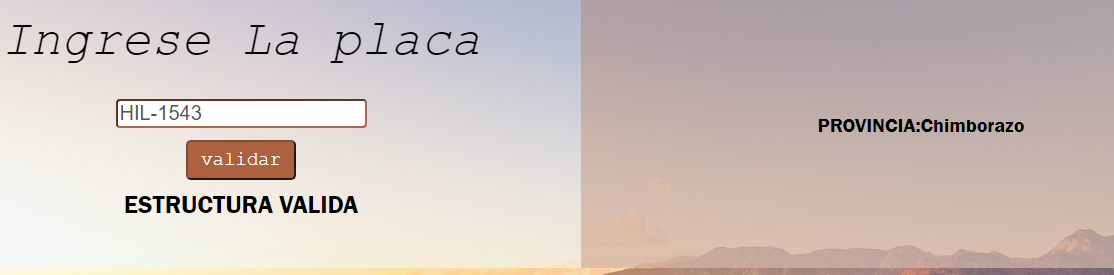 Ingrese La placa
HIL-1543
validar
ESTRUCTURA VALIDA
PROVINCIA:Chimborazo